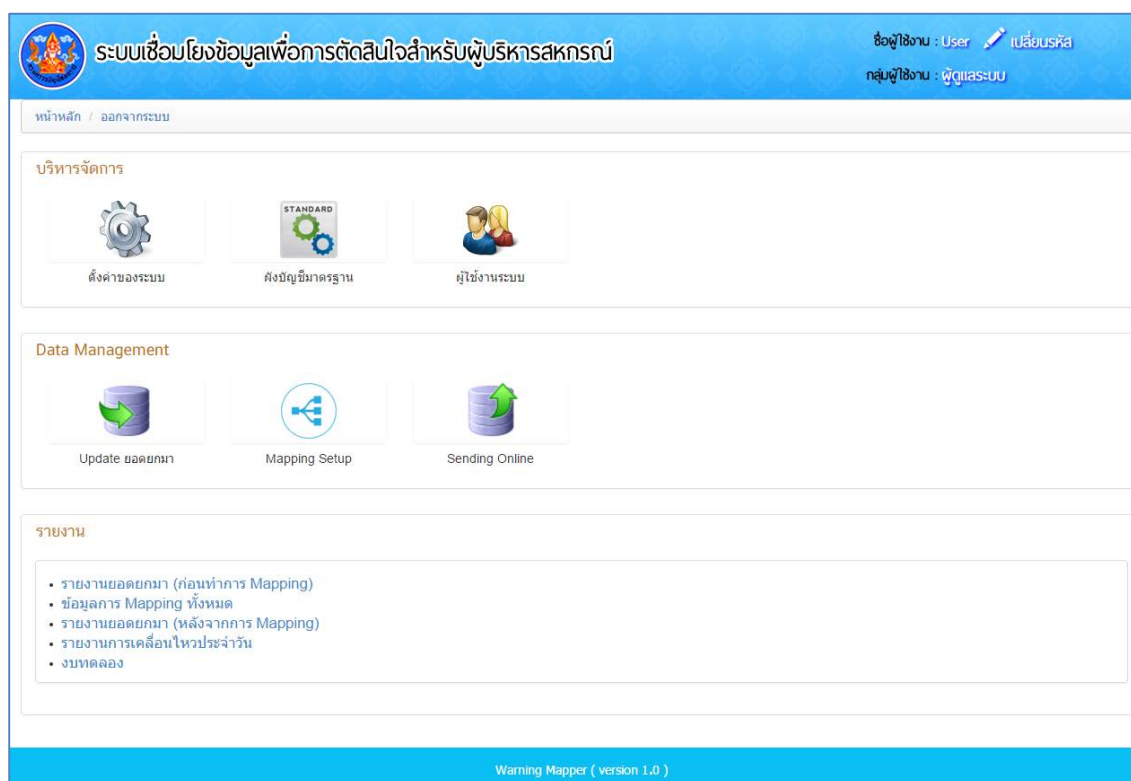 ระบบเชื่อมโยงข้อมูลเพื่อการตัดสินใจสำหรับผู้บริหารสหกรณ์
ชื่อผู้ใช้งาน : User เปลี่ยนรหัส
กลุ่มผู้ใช้งาน : ผู้ดูแลระบบ
หน้าหลัก / ออกจากระบบ
บริหารจัดการ
STANDARD
ตั้งค่าของระบบ ผังบัญชีมาตรฐาน ผู้ใช้งานระบบ
Data Management
Update ยอดยกมา Mapping Setup Sending Online
รายงาน
• รายงานยอดยกมา (ก่อนทำการ Mapping)
• ข้อมูลการ Mapping ทั้งหมด
• รายงานยอดยกมา (หลังจากการ Mapping)
• รายงานการเคลื่อนไหวประจำวัน
• งบทดลอง
Warning Mapper ( version 1.0 )